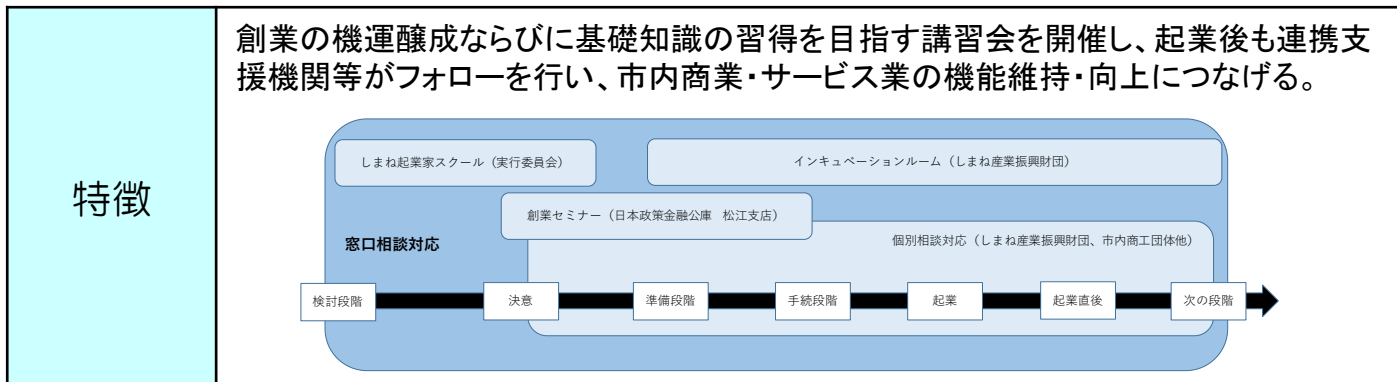 特徴
創業の機運醸成ならびに基礎知識の習得を目指す講習会を開催し、起業後も連携支
援機関等がフォローを行い、市内商業・サービス業の機能維持・向上につなげる。
しまね起業家スクール（実行委員会）
インキュベーションルーム（しまね産業振興財団）
創業セミナー（日本政策金融公庫　松江支店）
窓口相談対応
個別相談対応（しまね産業振興財団、市内商工団体他）
検討段階
決意
準備段階
手続段階
起業
起業直後
次の段階